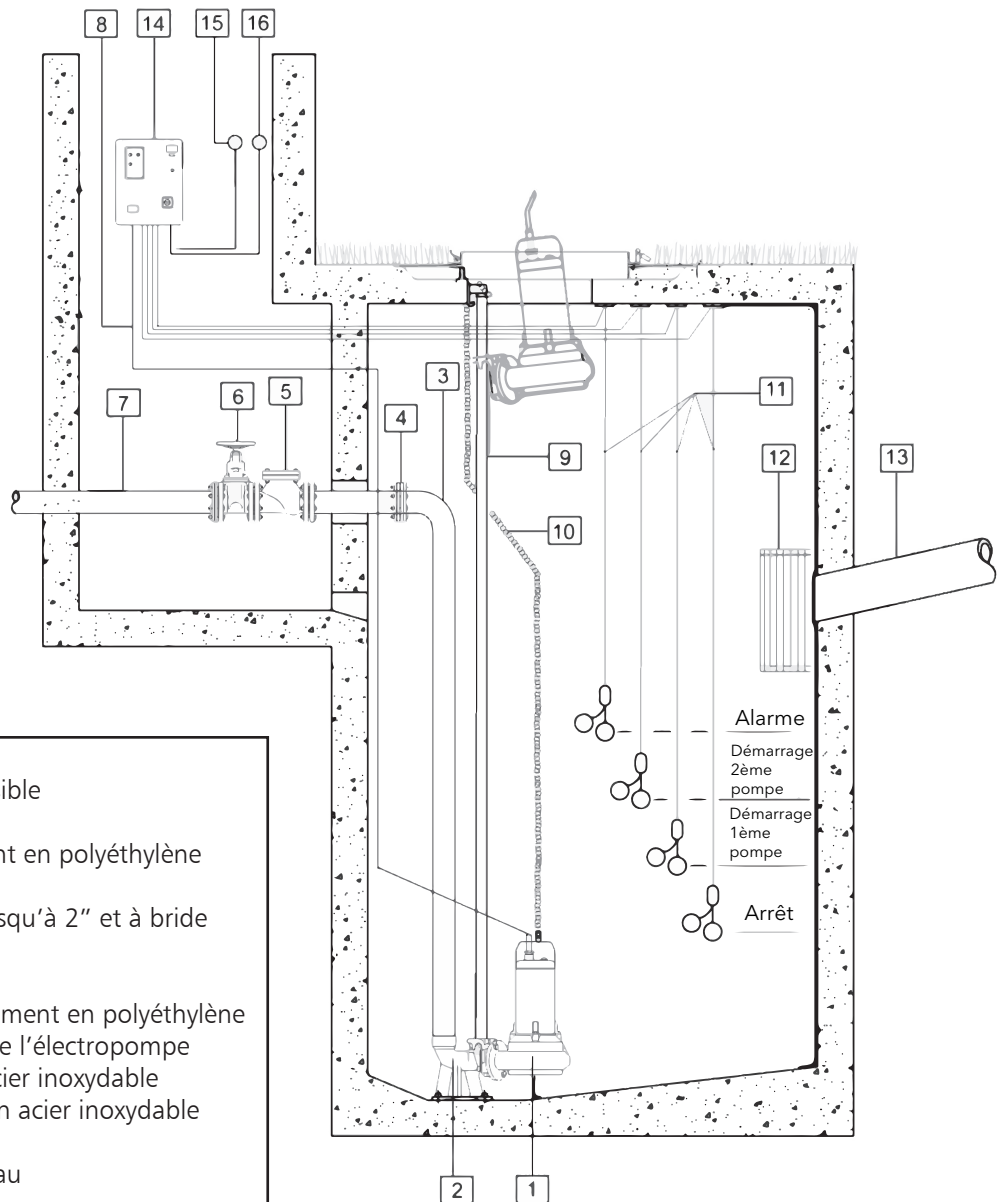 8
14
15
16
3
7
6
5
4
11
9
12
13
10
Alarme
Démarrage
2ème
pompe
Démarrage
1ème
pompe
Arrêt
nt en polyéthylène
squ'à 2" et à bride
ment en polyéthylène
e l'électropompe
cier inoxydable
n acier inoxydable
au
2
1